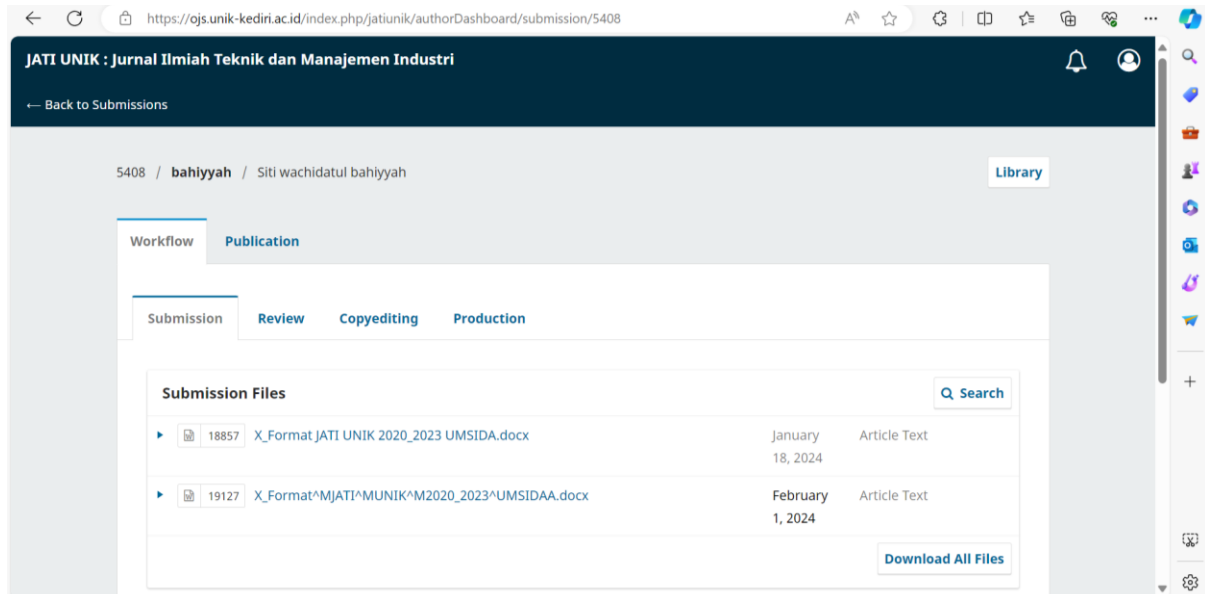 https://ojs.unik-kediri.ac.id/index.php/jatiunik/authorDashboard/submission/5408
JATI UNIK : Jurnal Ilmiah Teknik dan Manajemen Industri
← Back to Submissions
5408 / bahiyyah / Siti wachidatul bahiyyah
Library
Workflow Publication
Submission Review Copyediting Production
Submission Files
Search
18857 X_Format JATI UNIK 2020_2023 UMSIDA.docx January Article Text
18, 2024
19127 X_Format^MJATI^MUNIK^M2020_2023^UMSIDAA.docx February Article Text
1, 2024
Download All Files